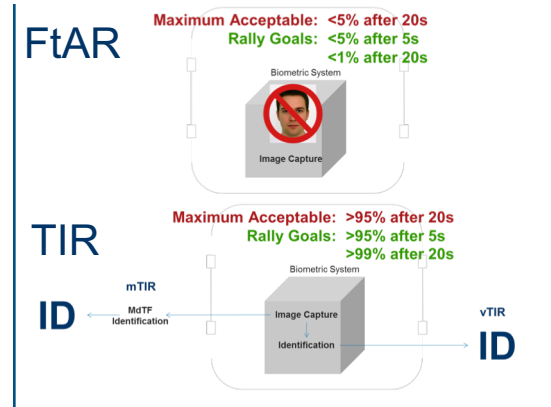 FtAR
Maximum Acceptable: <5% after 20s
Rally Goals: <5% after 5s
<1% after 20s
Biometric System
Image Capture
TIR
Maximum Acceptable: >95% after 20s
Rally Goals: >95% after 5s
>99% after 20s
Biometric System
mTIR
ID
MdTF
Identification
Image Capture
Identification
vTIR
ID